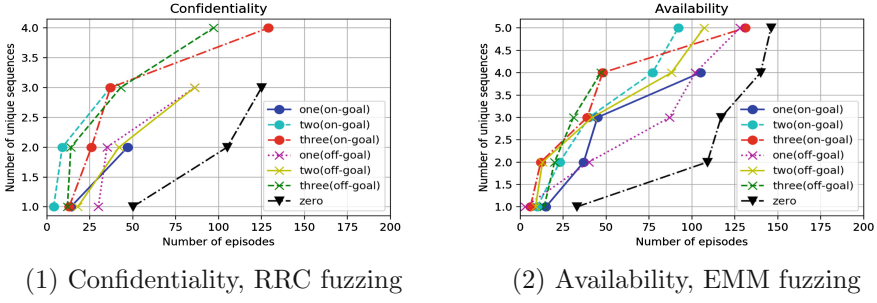 Confidentiality
Number of unique sequences
4.0
3.5
3.0
2.5
2.0
1.5
1.0
one(on-goal)
two(on-goal)
three(on-goal)
one(off-goal)
two(off-goal)
three(off-goal)
zero
0 25 50 75 100 125 150 175 200
Number of episodes
(1) Confidentiality, RRC fuzzing
Availability
Number of unique sequences
5.0
4.5
4.0
3.5
3.0
2.5
2.0
1.5
1.0
one(on-goal)
two(on-goal)
three(on-goal)
one(off-goal)
two(off-goal)
three(off-goal)
zero
0 25 50 75 100 125 150 175 200
Number of episodes
(2) Availability, EMM fuzzing